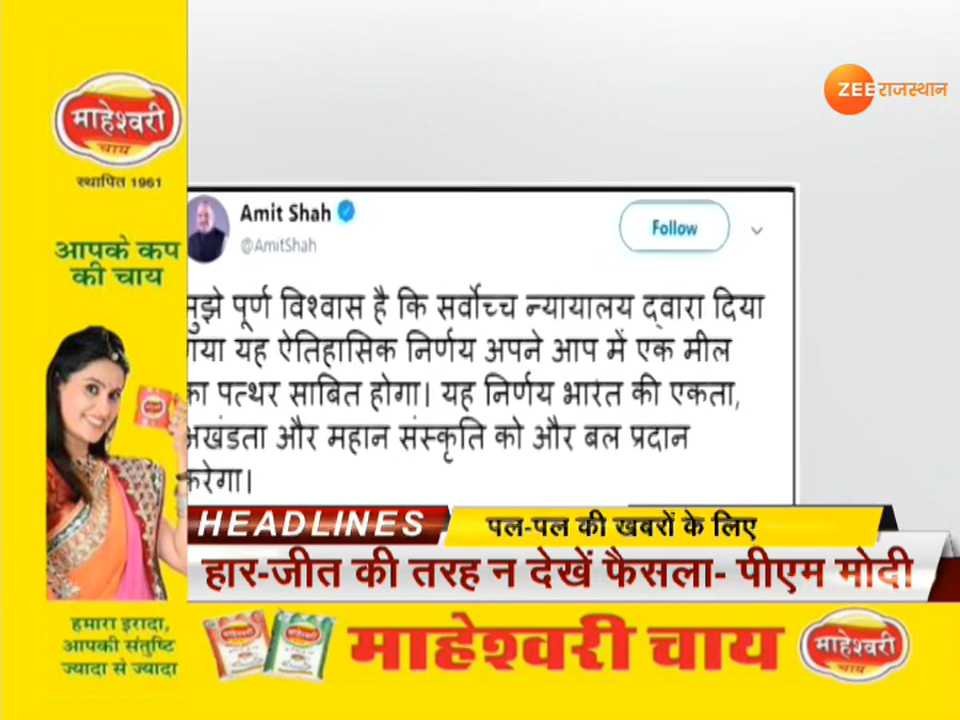 माहेश्वरी
चाय
स्थापित 1961
आपके कप
की चाय
ZEE राजस्थान
Amit Shah
@AmitShah
Follow
मुझे पूर्ण विश्वास है कि सर्वोच्च न्यायालय द्वारा दिया
गया यह ऐतिहासिक निर्णय अपने आप में एक मील
का पत्थर साबित होगा। यह निर्णय भारत की एकता,
अखंडता और महान संस्कृति को और बल प्रदान
करेगा।
HEADLINES
पल-पल की खबरों के लिए
हार-जीत की तरह न देखें फैसला- पीएम मोदी
हमारा इरादा,
आपकी संतुष्टि
ज्यादा से ज्यादा
माहेश्वरी चाय
माहेश्वरी
चाय